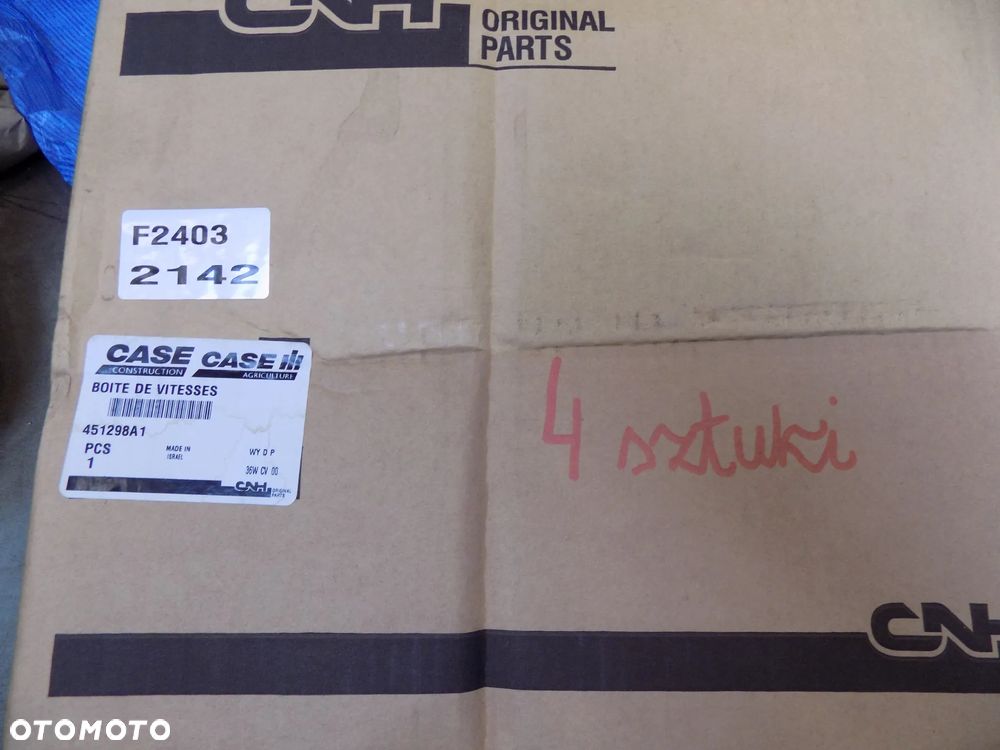 CNH
ORIGINAL
PARTS
F2403
2142
CASE
CONSTRUCTION
CASE IH
AGRICULTURE
BOITE DE VITESSES
451298A1
PCS
1
MADE IN
ISRAEL
WY D P
36W CV 00
CNH
ORIGINAL
PARTS
4 sztuki
CNH
OTOMOTO